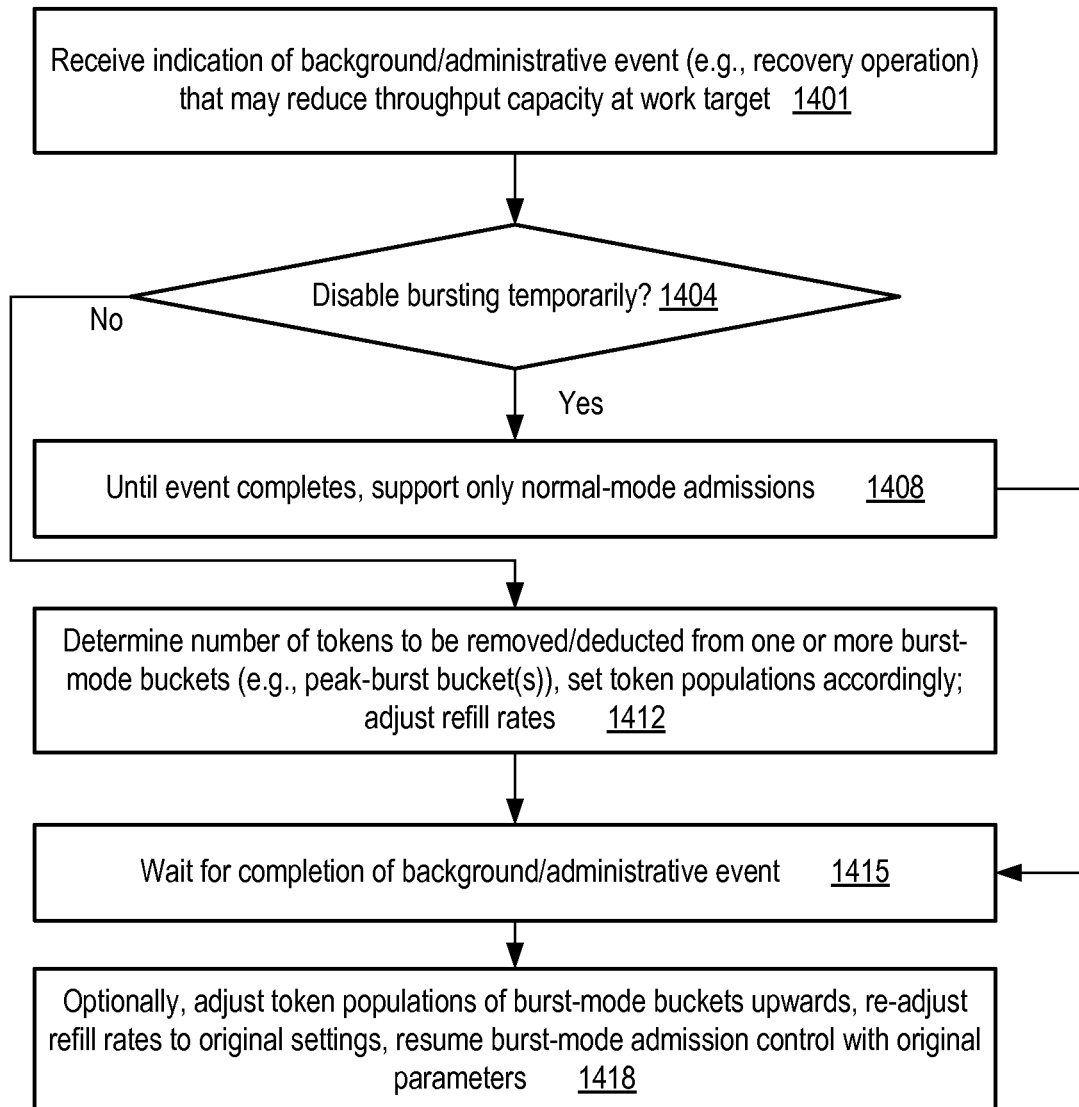 Receive indication of background/administrative event (e.g., recovery operation)
that may reduce throughput capacity at work target 1401
Disable bursting temporarily? 1404
No
Yes
Until event completes, support only normal-mode admissions 1408
Determine number of tokens to be removed/deducted from one or more burst-
mode buckets (e.g., peak-burst bucket(s)), set token populations accordingly;
adjust refill rates 1412
Wait for completion of background/administrative event 1415
Optionally, adjust token populations of burst-mode buckets upwards, re-adjust
refill rates to original settings, resume burst-mode admission control with original
parameters 1418